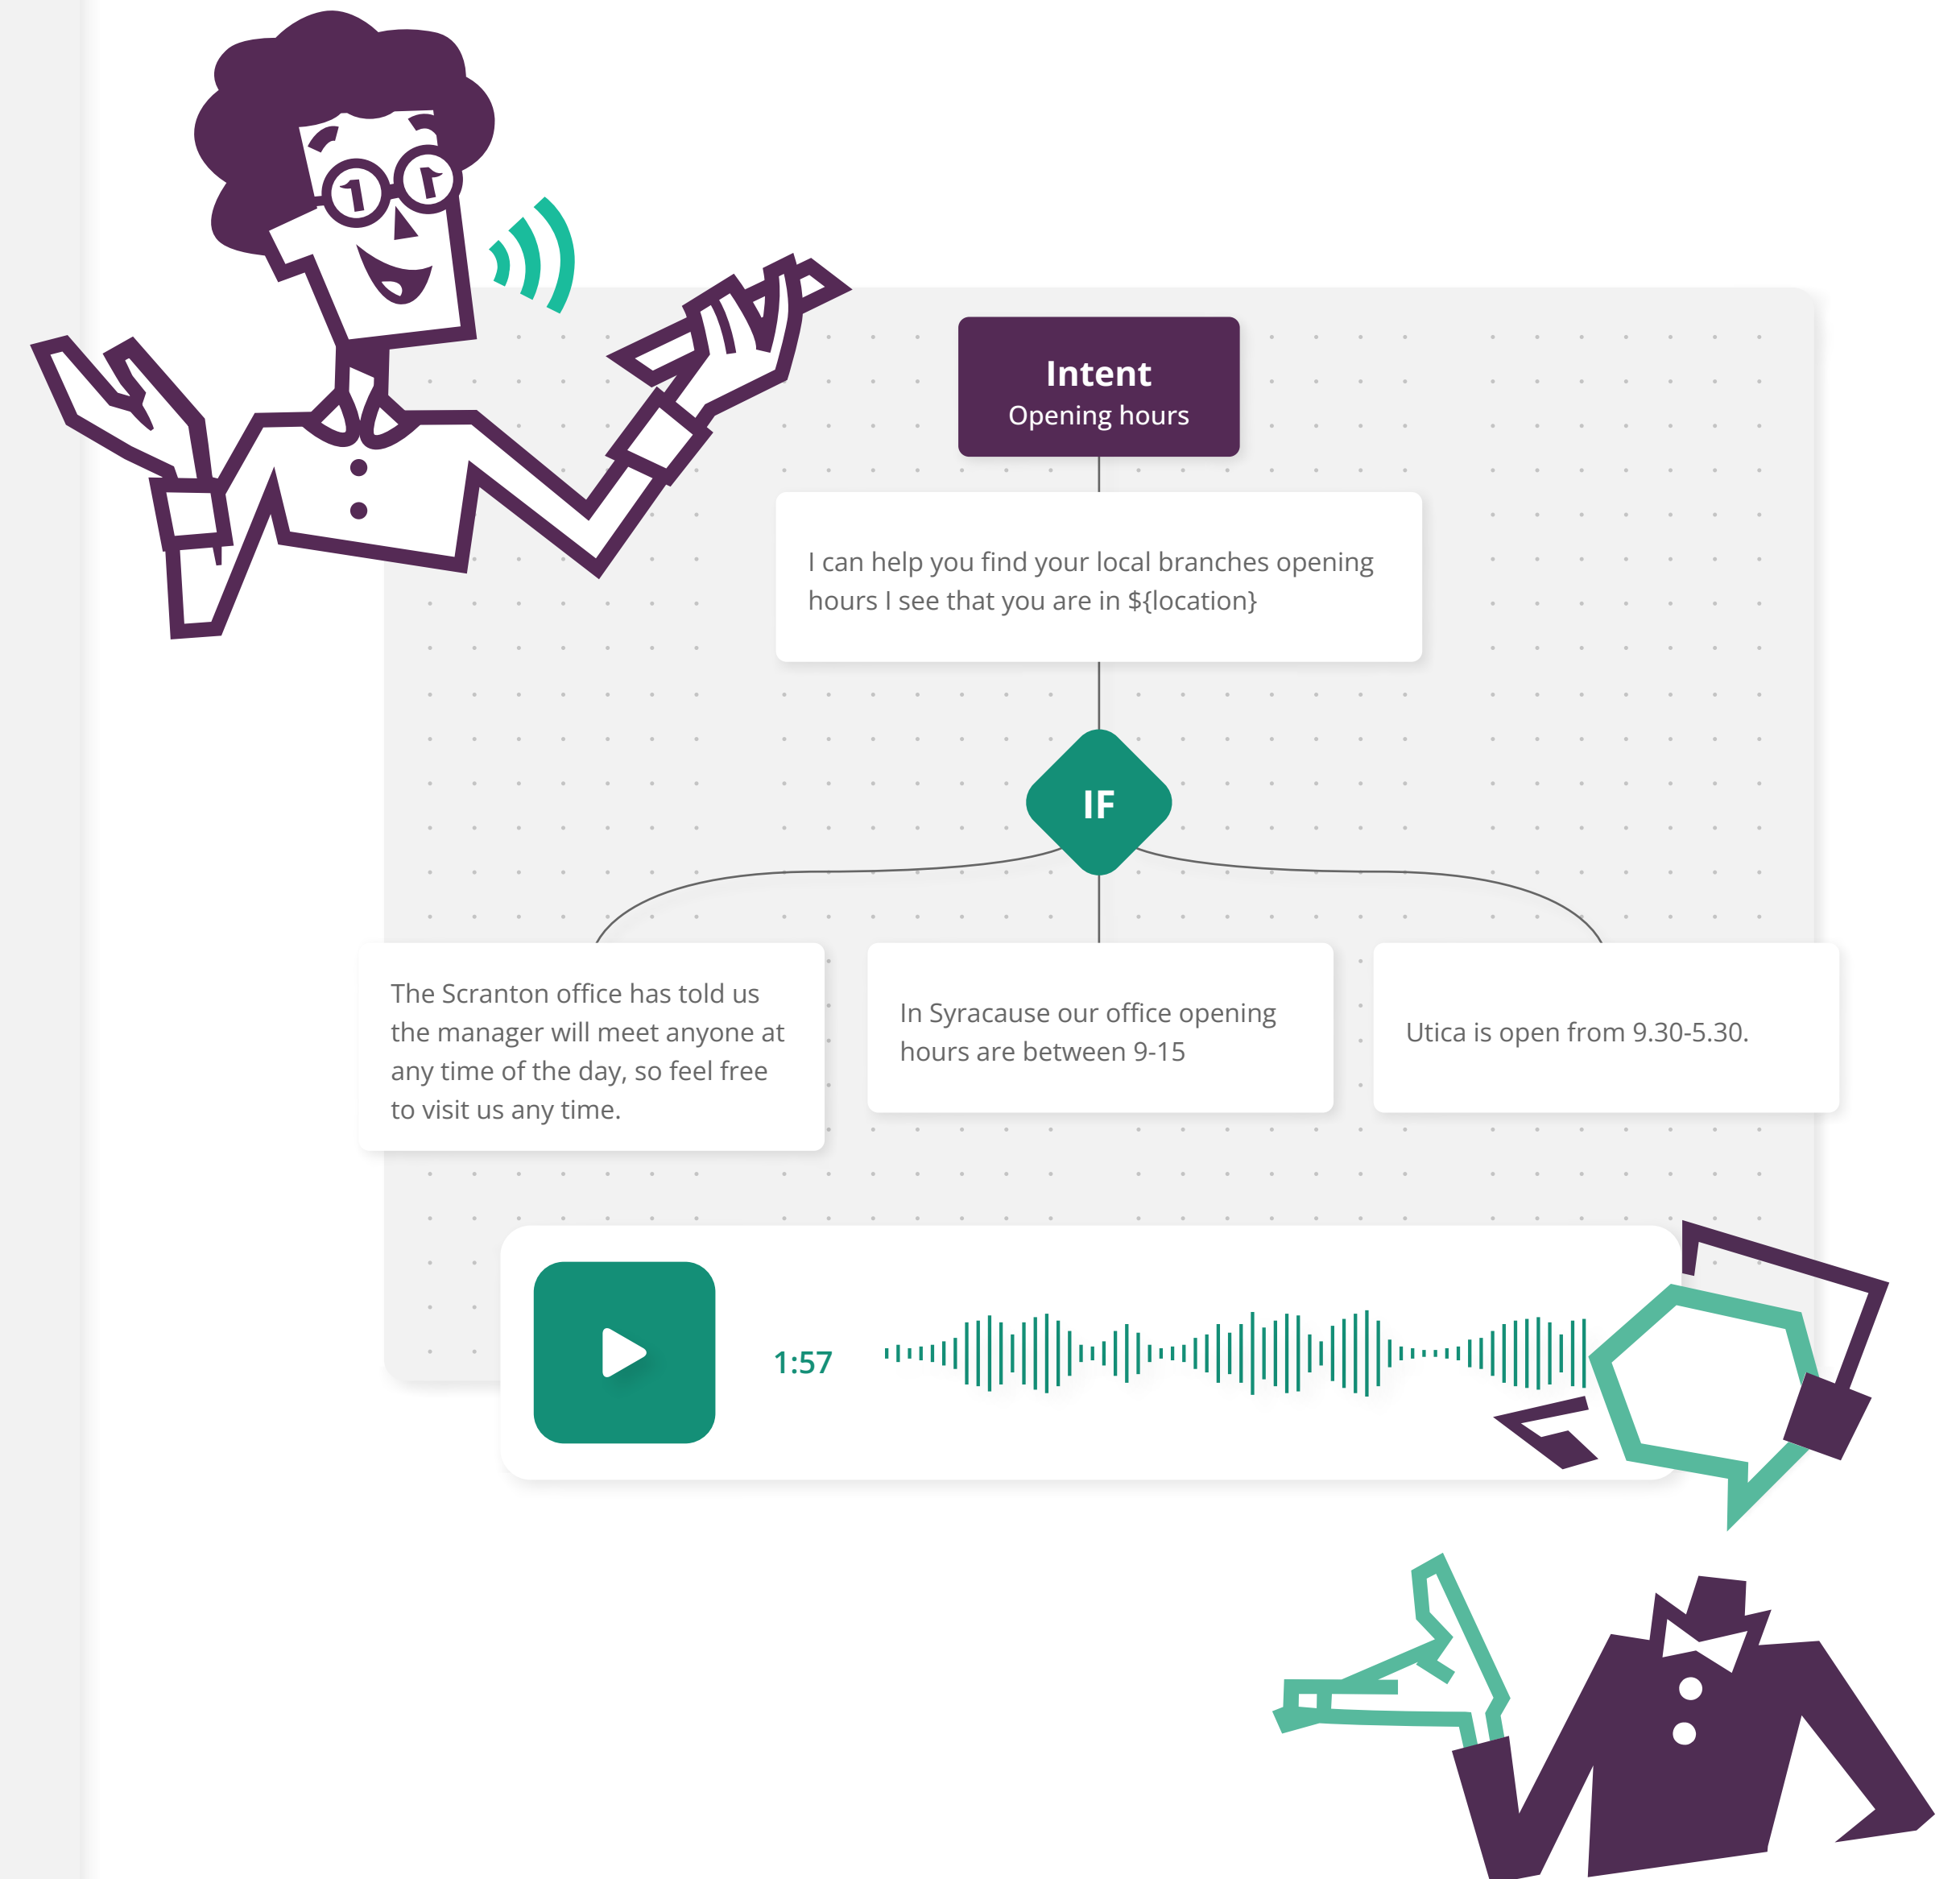 Intent
Opening hours
I can help you find your local branches opening
hours I see that you are in ${location}
IF
The Scranton office has told us
the manager will meet anyone at
any time of the day, so feel free
to visit us any time.
In Syracause our office opening
hours are between 9-15
Utica is open from 9.30-5.30.
1:57